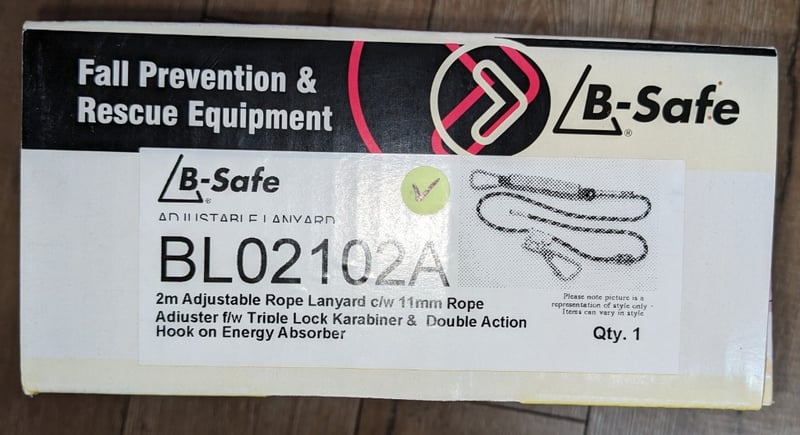 Fall Prevention &
Rescue Equipment
B-Safe
®
B-Safe
®
ADJUSTABLE LANYARD
BL02102A
2m Adjustable Rope Lanyard c/w 11mm Rope
Adjuster f/w Triple Lock Karabiner & Double Action
Hook on Energy Absorber
Please note picture is a
representation of style only -
Items can vary in style
Qty. 1